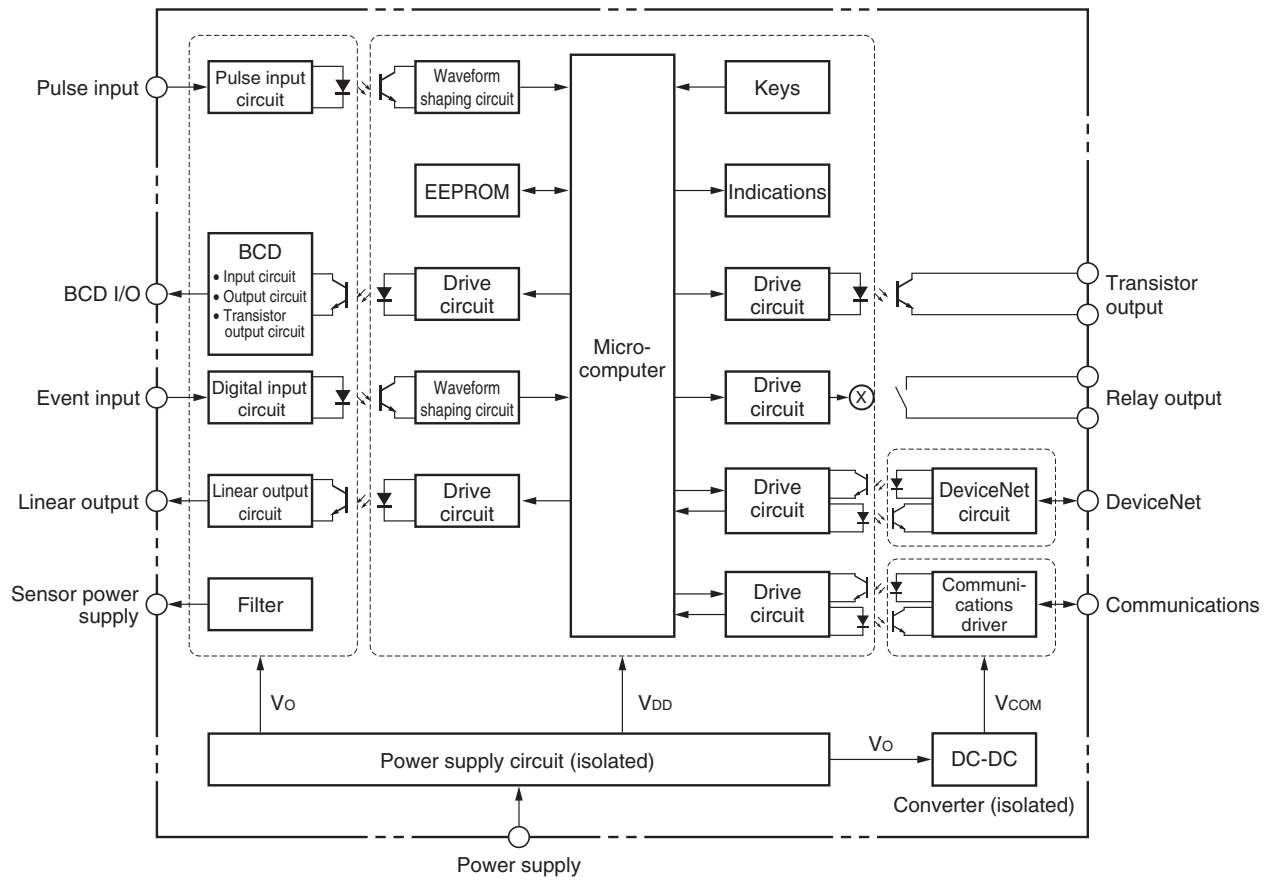 Pulse input
Pulse input
circuit
Waveform
shaping circuit
Keys
EEPROM
Indications
BCD I/O
BCD
• Input circuit
• Output circuit
• Transistor
output circuit
Drive
circuit
Micro-
computer
Drive
circuit
Transistor
output
Event input
Digital input
circuit
Waveform
shaping circuit
Drive
circuit
X
Relay output
Linear output
Linear output
circuit
Drive
circuit
Drive
circuit
DeviceNet
circuit
DeviceNet
Sensor power
supply
Filter
Drive
circuit
Communi-
cations
driver
Communications
VO
VDD
VCOM
Power supply circuit (isolated)
VO
DC-DC
Converter (isolated)
Power supply